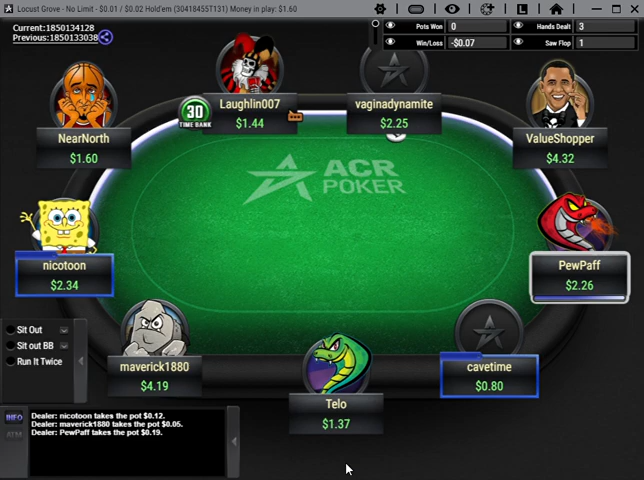 Locust Grove - No Limit - $0.01 / $0.02 Hold'em (30418455T131) Money in play: $1.60
Current:1850134128
Previous:1850133038
Pots Won 0 Hands Dealt 3
Win/Loss -$0.07 Saw Flop 1
Laughlin007
$1.44
vaginadynamite
$2.25
30
TIME BANK
NearNorth
$1.60
ValueShopper
$4.32
ACR
POKER
nicotoon
$2.34
PewPaff
$2.26
Sit Out
Sit out BB
Run It Twice
maverick1880
$4.19
cavetime
$0.80
Telo
$1.37
INFO
ATM
Dealer: nicotoon takes the pot $0.12.
Dealer: maverick1880 takes the pot $0.05.
Dealer: PewPaff takes the pot $0.19.